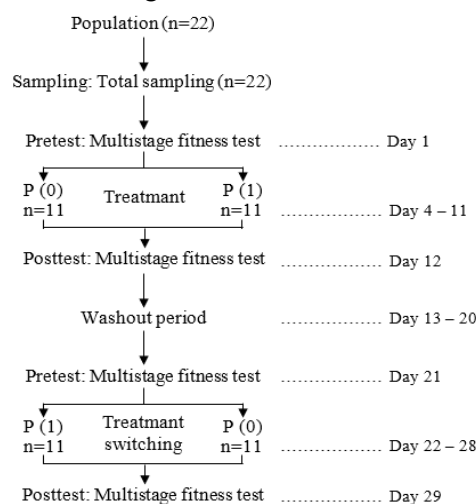 Population (n=22)
Sampling: Total sampling (n=22)
Pretest: Multistage fitness test ................... Day 1
P (0) Treatmant P (1)
n=11 n=11 ................... Day 4 – 11
Posttest: Multistage fitness test ................... Day 12
Washout period ................... Day 13 – 20
Pretest: Multistage fitness test ................... Day 21
P (1) Treatmant P (0)
n=11 switching n=11 ................... Day 22 – 28
Posttest: Multistage fitness test ................... Day 29